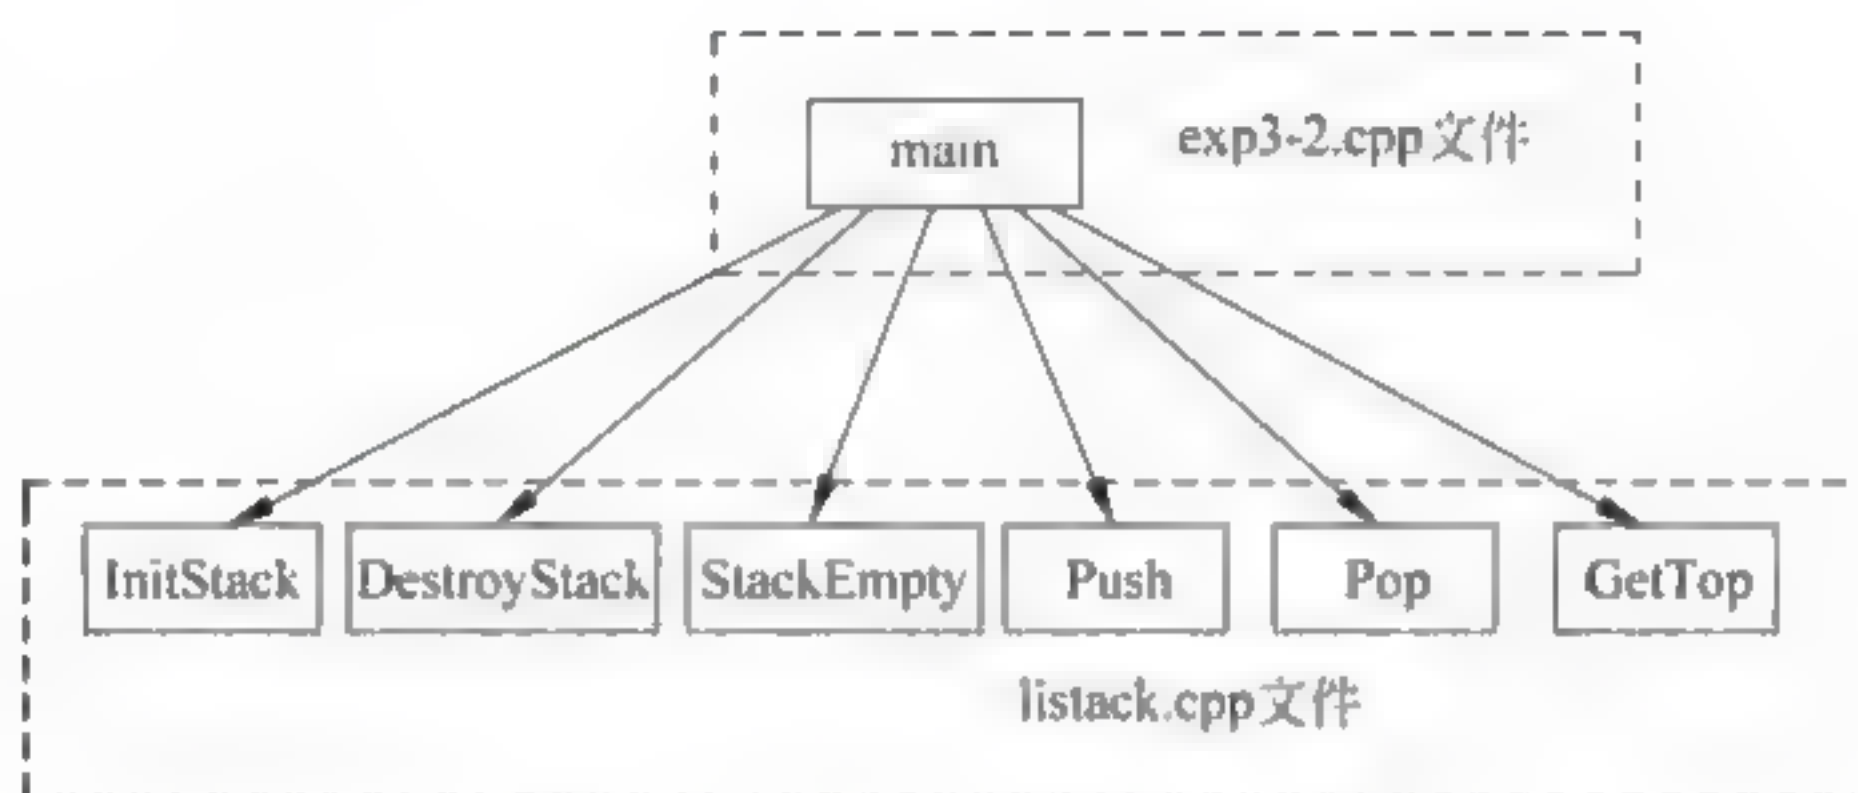 main
exp3-2.cpp文件
InitStack
DestroyStack
StackEmpty
Push
Pop
GetTop
listack.cpp文件